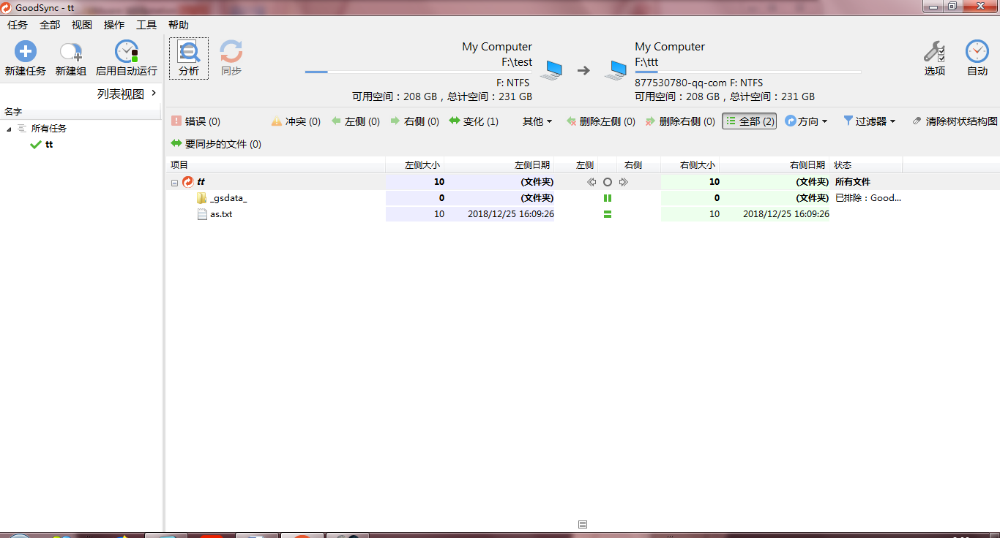 GoodSync - tt
任务 全部 视图 操作 工具 帮助
新建任务 新建组 启用自动运行 分析 同步
My Computer
F:\test
F: NTFS
可用空间：208 GB，总计空间：231 GB
My Computer
F:\ttt
877530780-qq-com F: NTFS
可用空间：208 GB，总计空间：231 GB
选项 自动
列表视图
名字
所有任务
tt
错误 (0) 冲突 (0) 左侧 (0) 右侧 (0) 变化 (1) 其他 删除左侧 (0) 删除右侧 (0) 全部 (2) 方向 过滤器 清除树状结构图
要同步的文件 (0)
项目 左侧大小 左侧日期 左侧 右侧 右侧大小 右侧日期 状态
tt 10 (文件夹) 10 (文件夹) 所有文件
_gsdata_ 0 (文件夹) 0 (文件夹) 已排除：Good...
as.txt 10 2018/12/25 16:09:26 10 2018/12/25 16:09:26